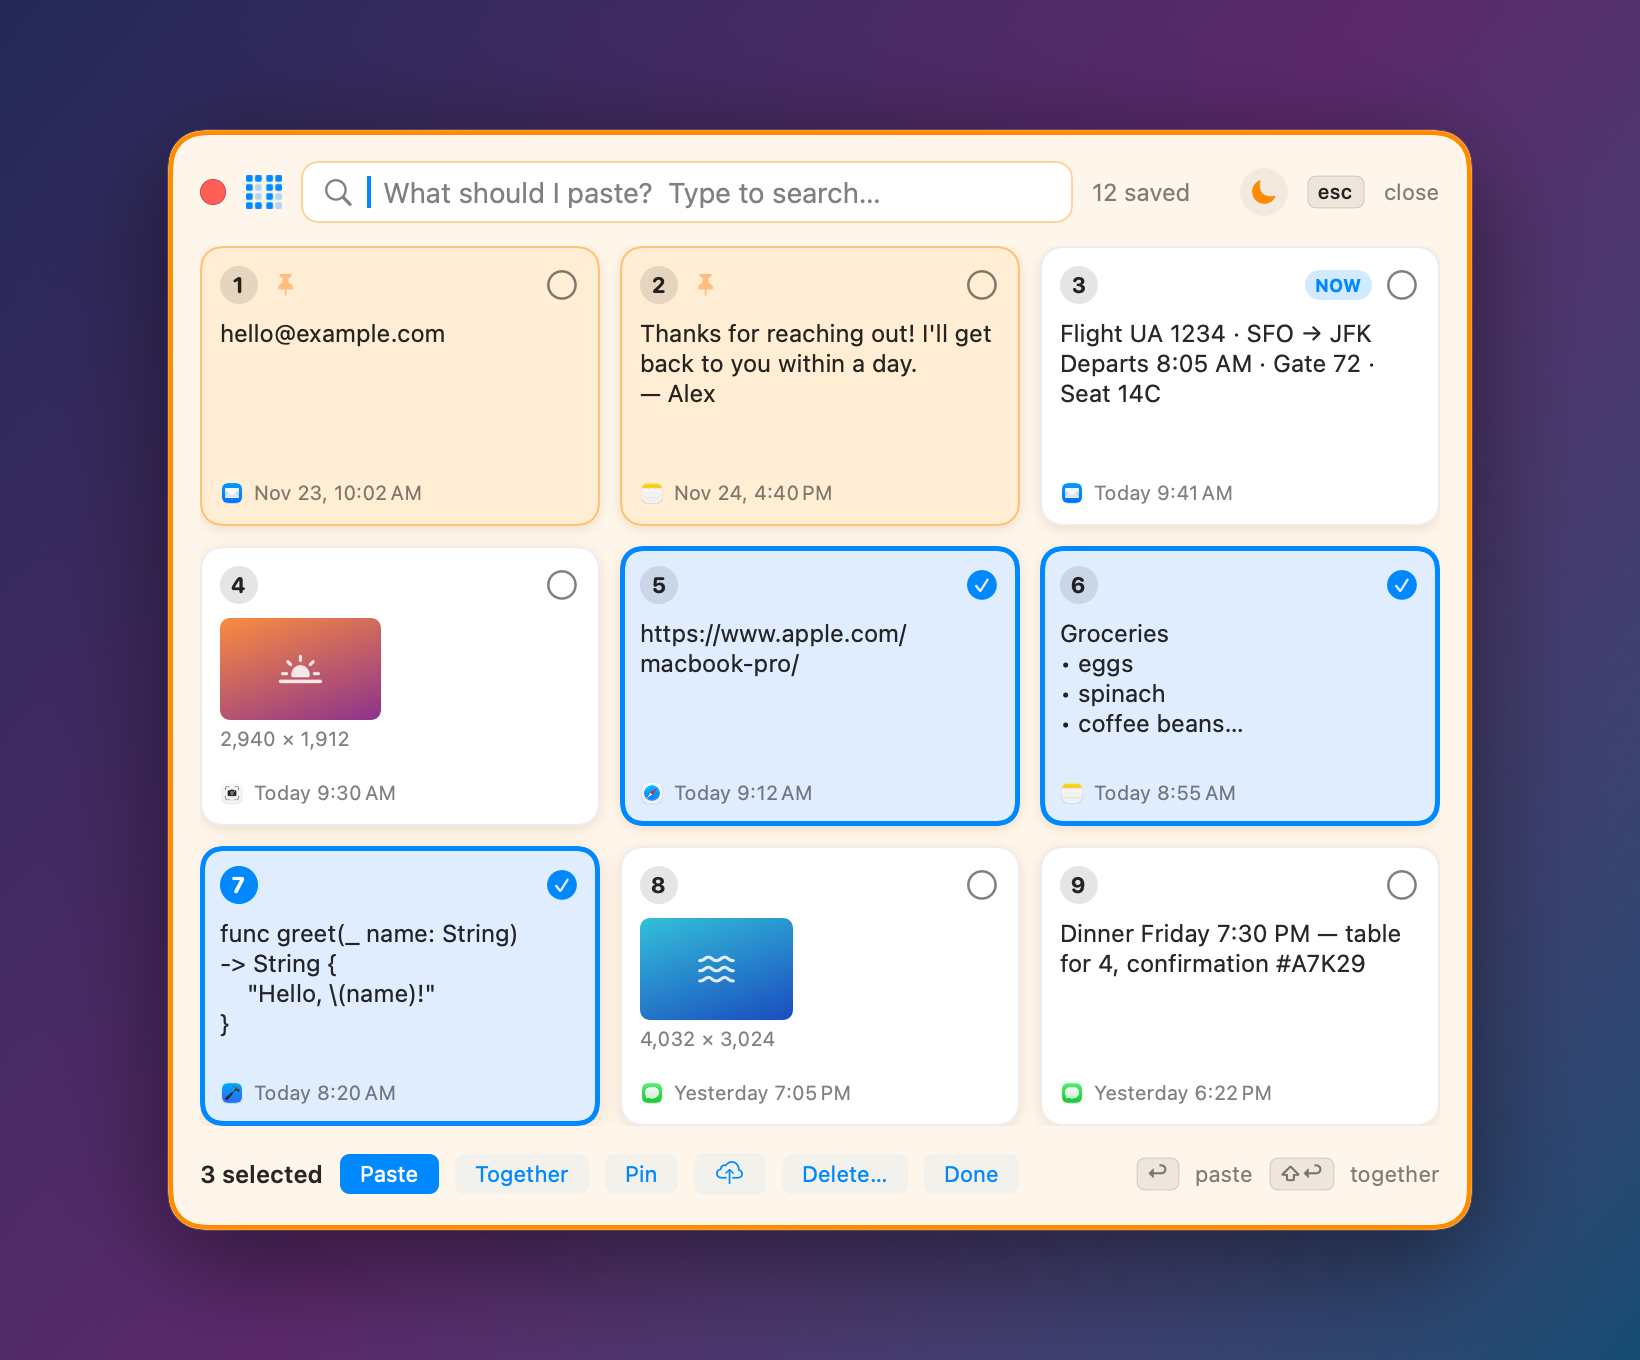 What should I paste?  Type to search...
12 saved
esc
close
1
hello@example.com
Nov 23, 10:02 AM
2
Thanks for reaching out! I'll get
back to you within a day.
— Alex
Nov 24, 4:40 PM
3
NOW
Flight UA 1234 · SFO → JFK
Departs 8:05 AM · Gate 72 ·
Seat 14C
Today 9:41 AM
4
2,940 × 1,912
Today 9:30 AM
5
https://www.apple.com/
macbook-pro/
Today 9:12 AM
6
Groceries
• eggs
• spinach
• coffee beans...
Today 8:55 AM
7
func greet(_ name: String)
-> String {
    "Hello, \(name)!"
}
Today 8:20 AM
8
4,032 × 3,024
Yesterday 7:05 PM
9
Dinner Friday 7:30 PM — table
for 4, confirmation #A7K29
Yesterday 6:22 PM
3 selected
Paste
Together
Pin
Delete...
Done
paste
together